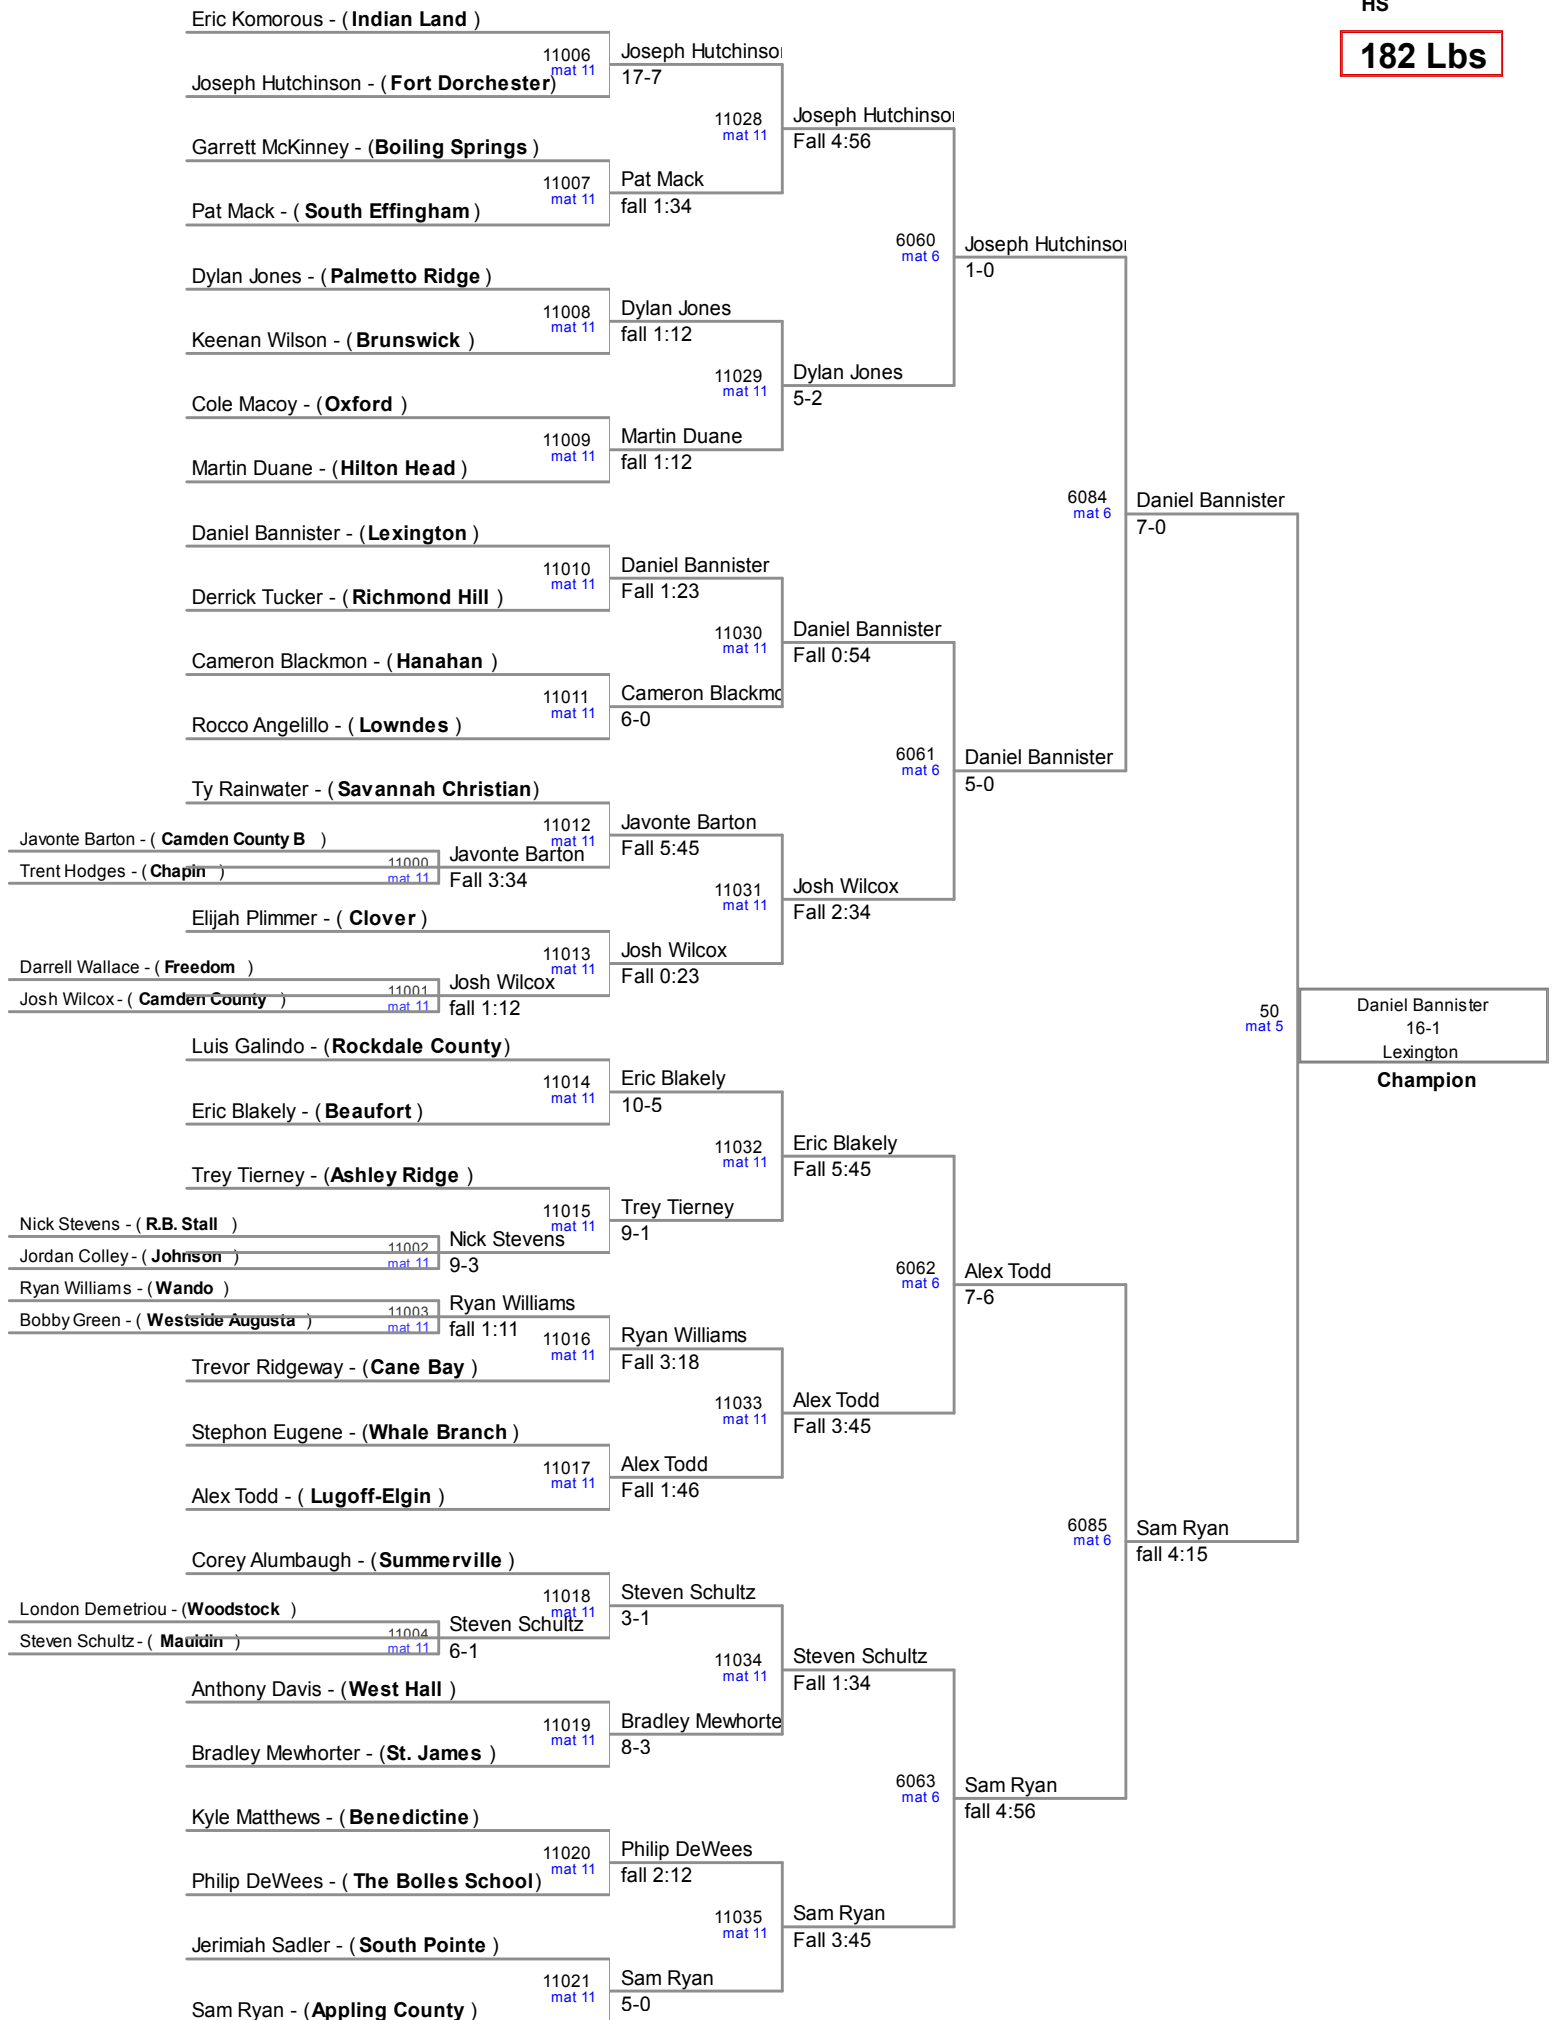 HS
182 Lbs
Eric Komorous - ( Indian Land )
11006
mat 11
Joseph Hutchinson
17-7
Joseph Hutchinson - ( Fort Dorchester)
11028
mat 11
Joseph Hutchinson
Fall 4:56
Garrett McKinney - (Boiling Springs )
11007
mat 11
Pat Mack
fall 1:34
Pat Mack - ( South Effingham )
6060
mat 6
Joseph Hutchinson
1-0
Dylan Jones - ( Palmetto Ridge )
11008
mat 11
Dylan Jones
fall 1:12
Keenan Wilson - ( Brunswick )
11029
mat 11
Dylan Jones
5-2
Cole Macoy - (Oxford )
11009
mat 11
Martin Duane
fall 1:12
Martin Duane - (Hilton Head )
6084
mat 6
Daniel Bannister
7-0
Daniel Bannister - (Lexington )
11010
mat 11
Daniel Bannister
Fall 1:23
Derrick Tucker - ( Richmond Hill )
11030
mat 11
Daniel Bannister
Fall 0:54
Cameron Blackmon - ( Hanahan )
11011
mat 11
Cameron Blackmo
6-0
Rocco Angelillo - ( Lowndes )
6061
mat 6
Daniel Bannister
5-0
Ty Rainwater - ( Savannah Christian)
11012
mat 11
Javonte Barton
Fall 5:45
Javonte Barton - ( Camden County B )
Trent Hodges - ( Chapin )
11000
mat 11
Javonte Barton
Fall 3:34
11031
mat 11
Josh Wilcox
Fall 2:34
Elijah Plimmer - ( Clover )
11013
mat 11
Josh Wilcox
Fall 0:23
Darrell Wallace - ( Freedom )
Josh Wilcox - ( Camden County )
11001
mat 11
Josh Wilcox
fall 1:12
50
mat 5
Daniel Bannister
16-1
Lexington
Champion
Luis Galindo - (Rockdale County)
11014
mat 11
Eric Blakely
10-5
Eric Blakely - ( Beaufort )
11032
mat 11
Eric Blakely
Fall 5:45
Trey Tierney - (Ashley Ridge )
11015
mat 11
Trey Tierney
9-1
Nick Stevens - ( R.B. Stall )
Jordan Colley - ( Johnson )
11002
mat 11
Nick Stevens
9-3
6062
mat 6
Alex Todd
7-6
Ryan Williams - ( Wando )
Bobby Green - ( Westside Augusta )
11003
mat 11
Ryan Williams
fall 1:11
11016
mat 11
Ryan Williams
Fall 3:18
Trevor Ridgeway - (Cane Bay )
11033
mat 11
Alex Todd
Fall 3:45
Stephon Eugene - (Whale Branch )
11017
mat 11
Alex Todd
Fall 1:46
Alex Todd - ( Lugoff-Elgin )
6085
mat 6
Sam Ryan
fall 4:15
Corey Alumbaugh - (Summerville )
11018
mat 11
Steven Schultz
3-1
London Demetriou - (Woodstock )
Steven Schultz - ( Mauldin )
11004
mat 11
Steven Schultz
6-1
11034
mat 11
Steven Schultz
Fall 1:34
Anthony Davis - (West Hall )
11019
mat 11
Bradley Mewhorte
8-3
Bradley Mewhorter - (St. James )
6063
mat 6
Sam Ryan
fall 4:56
Kyle Matthews - ( Benedictine)
11020
mat 11
Philip DeWees
fall 2:12
Philip DeWees - ( The Bolles School)
11035
mat 11
Sam Ryan
Fall 3:45
Jerimiah Sadler - ( South Pointe )
11021
mat 11
Sam Ryan
5-0
Sam Ryan - (Appling County )